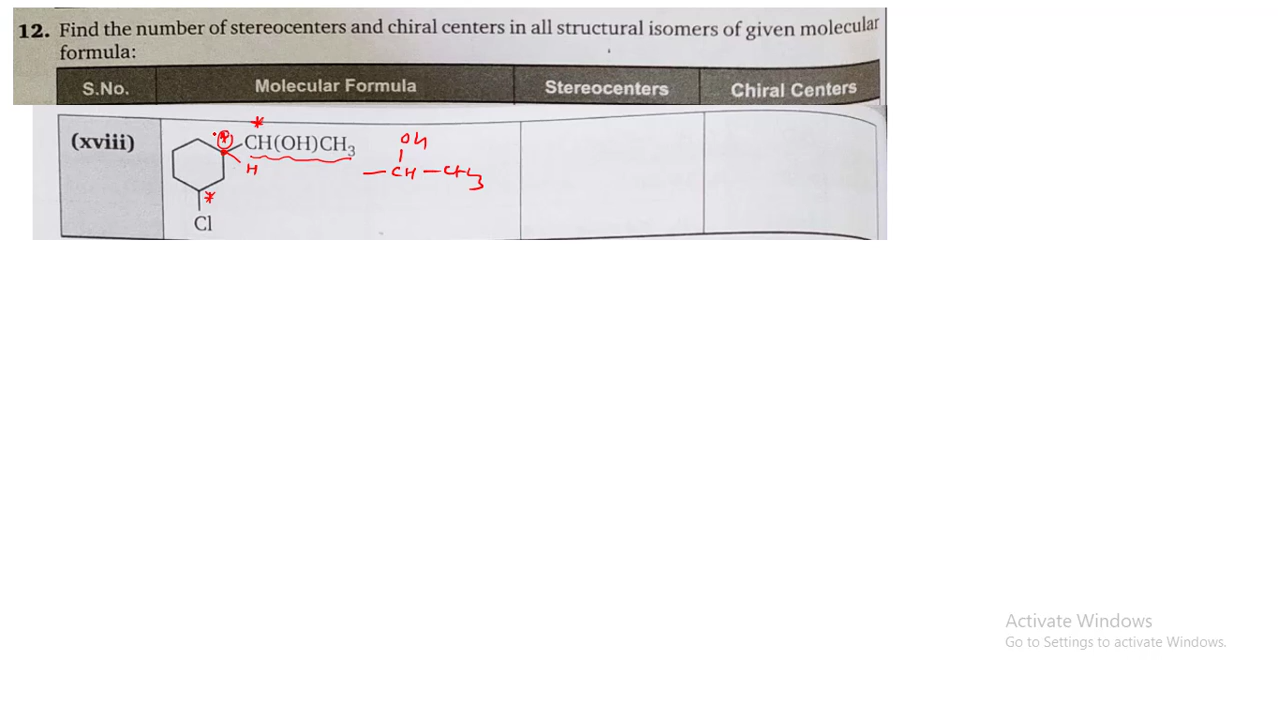 12. Find the number of stereocenters and chiral centers in all structural isomers of given molecular
formula:
S.No. Molecular Formula Stereocenters Chiral Centers
(xviii) CH(OH)CH3
*
*
H
*
Cl
OH
— CH — CH3
Activate Windows
Go to Settings to activate Windows.